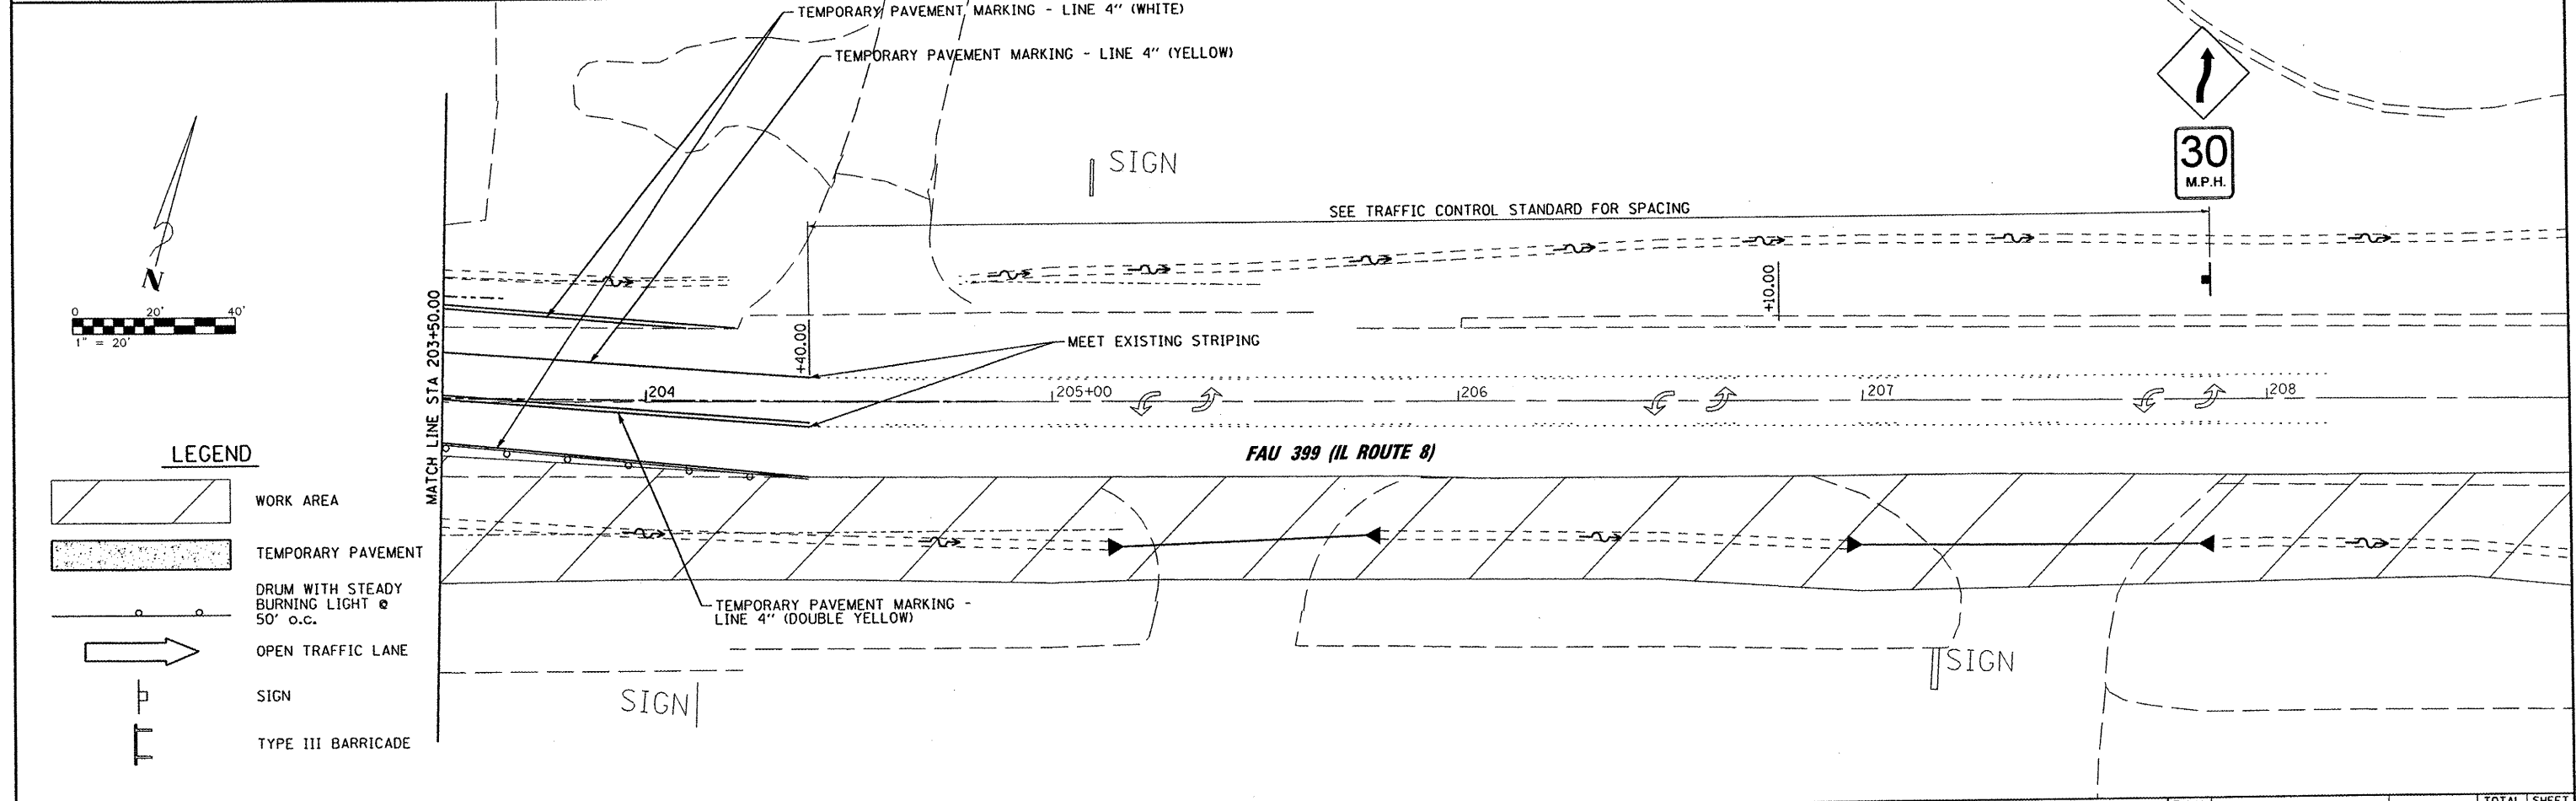 TEMPORARY PAVEMENT MARKING - LINE 4" (WHITE)
TEMPORARY PAVEMENT MARKING - LINE 4" (YELLOW)
30
M.P.H.
SIGN
SEE TRAFFIC CONTROL STANDARD FOR SPACING
N
0 20' 40'
1" = 20'
MATCH LINE STA 203+50.00
+40.00
+10.00
MEET EXISTING STRIPING
204
205+00
206
207
208
FAU 399 (IL ROUTE 8)
LEGEND
WORK AREA
TEMPORARY PAVEMENT
DRUM WITH STEADY
BURNING LIGHT @
50' o.c.
OPEN TRAFFIC LANE
SIGN
TYPE III BARRICADE
TEMPORARY PAVEMENT MARKING -
LINE 4" (DOUBLE YELLOW)
SIGN
SIGN
TOTAL SHEET